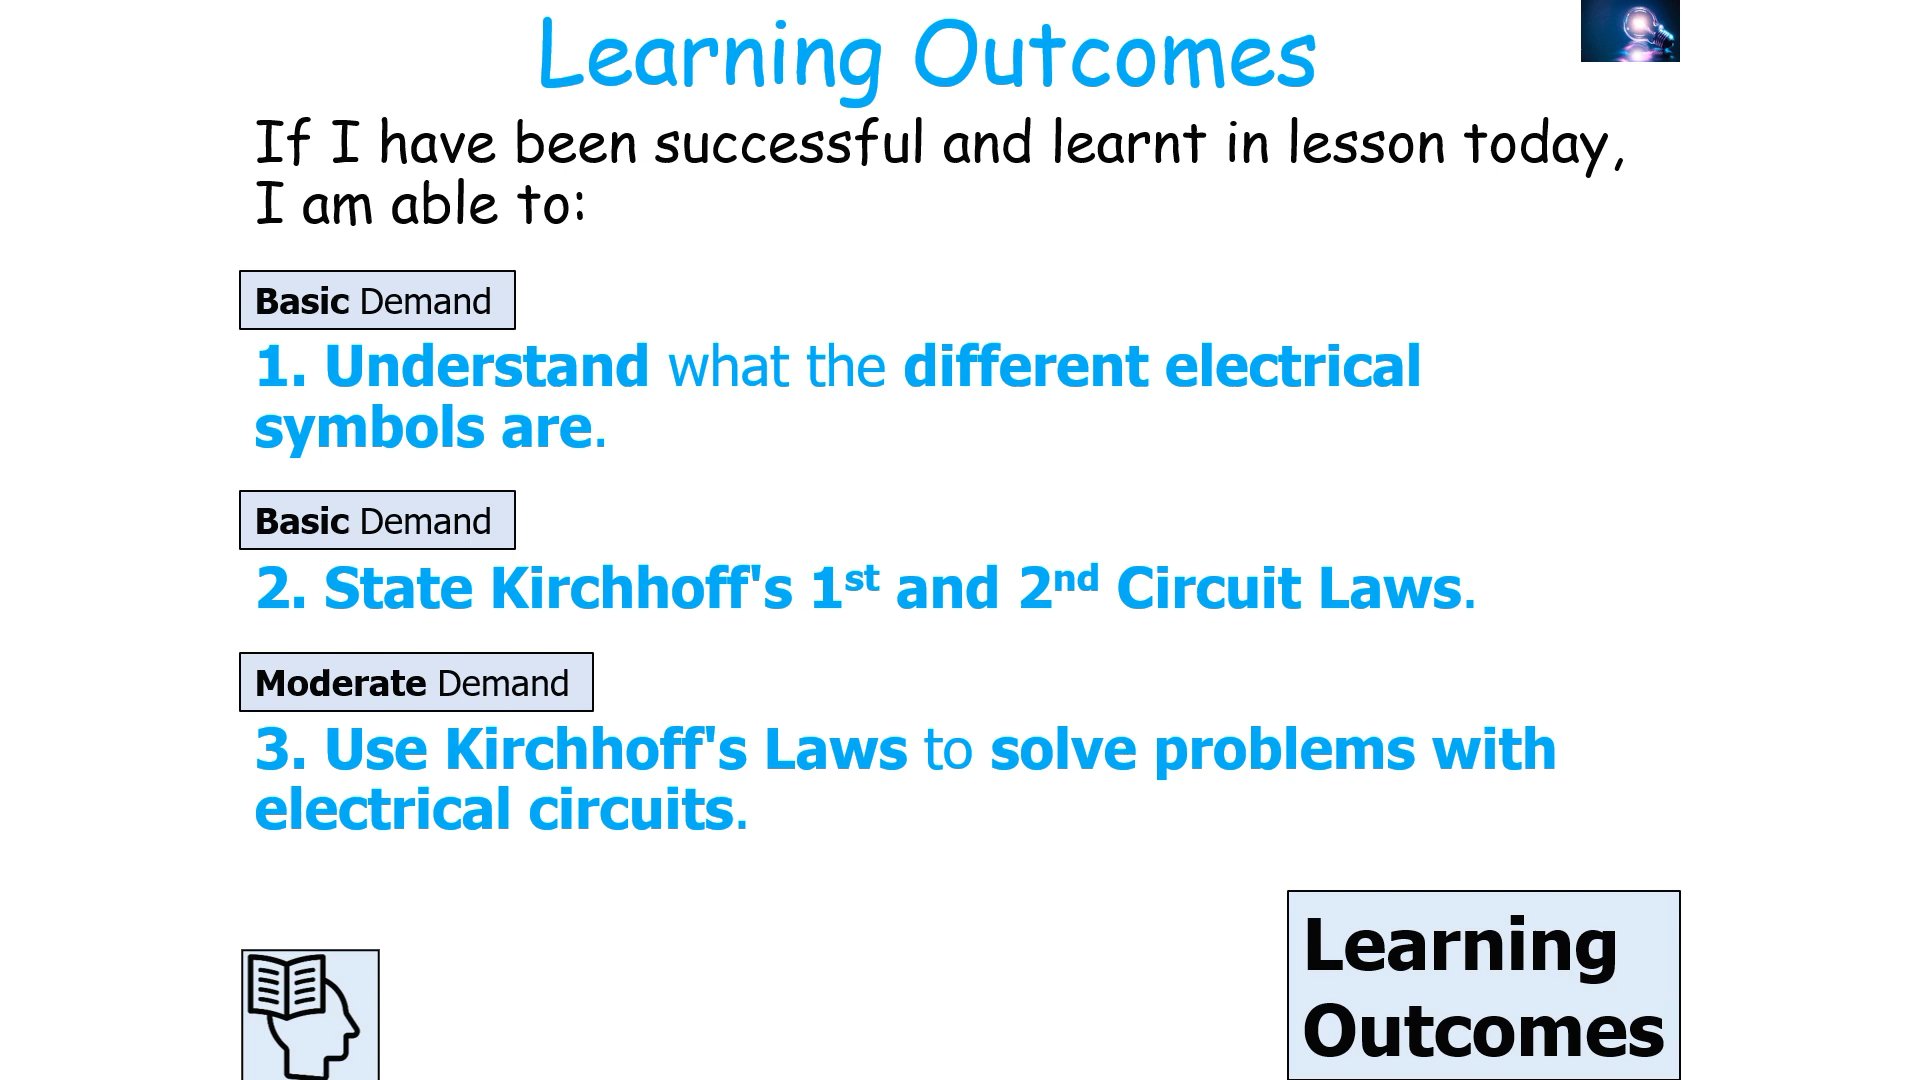 Learning Outcomes
If I have been successful and learnt in lesson today,
I am able to:
Basic Demand
1. Understand what the different electrical
symbols are.
Basic Demand
2. State Kirchhoff's 1st and 2nd Circuit Laws.
Moderate Demand
3. Use Kirchhoff's Laws to solve problems with
electrical circuits.
Learning
Outcomes